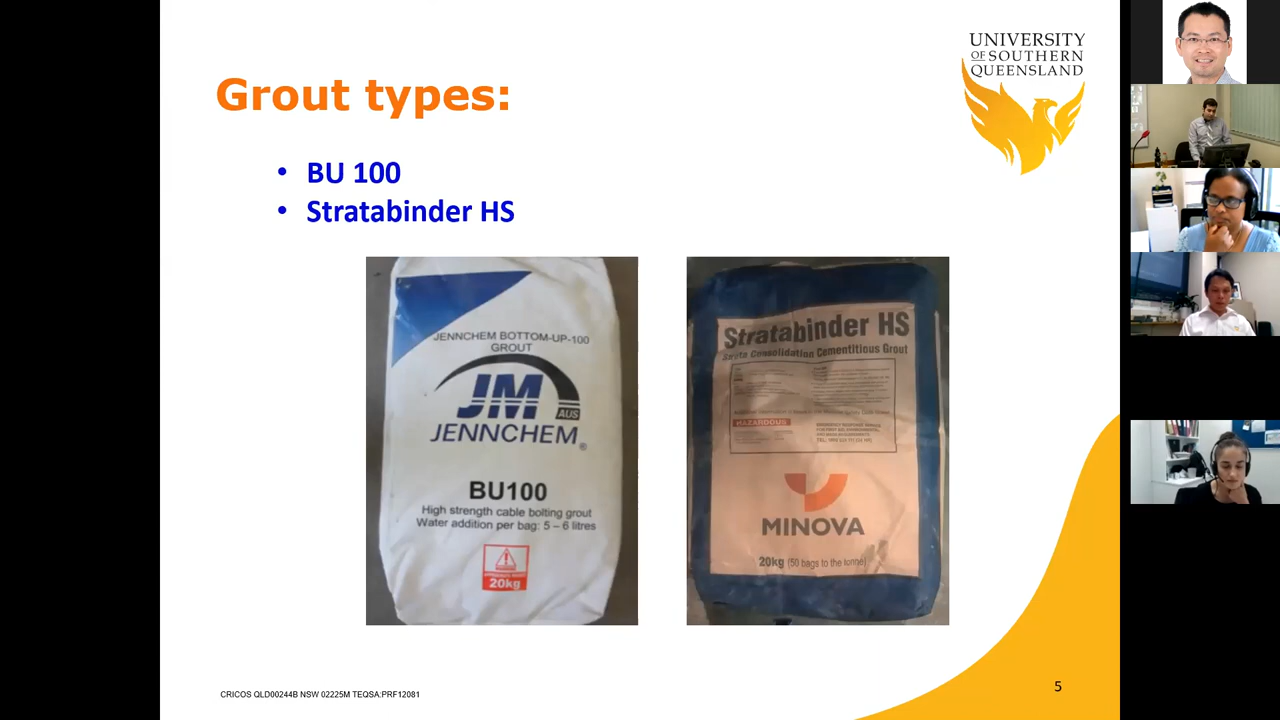 UNIVERSITY
OF SOUTHERN
QUEENSLAND
Grout types:
• BU 100
• Stratabinder HS
JENNCHEM BOTTOM-UP-100
GROUT
JM
AUS
JENNCHEM®
BU100
High strength cable bolting grout
Water addition per bag: 5 – 6 litres
20kg
Stratabinder HS
Strata Consolidation Cementitious Grout
HAZARDOUS
MINOVA
20kg (50 bags to the tonne)
CRICOS QLD00244B NSW 02225M TEQSA:PRF12081
5